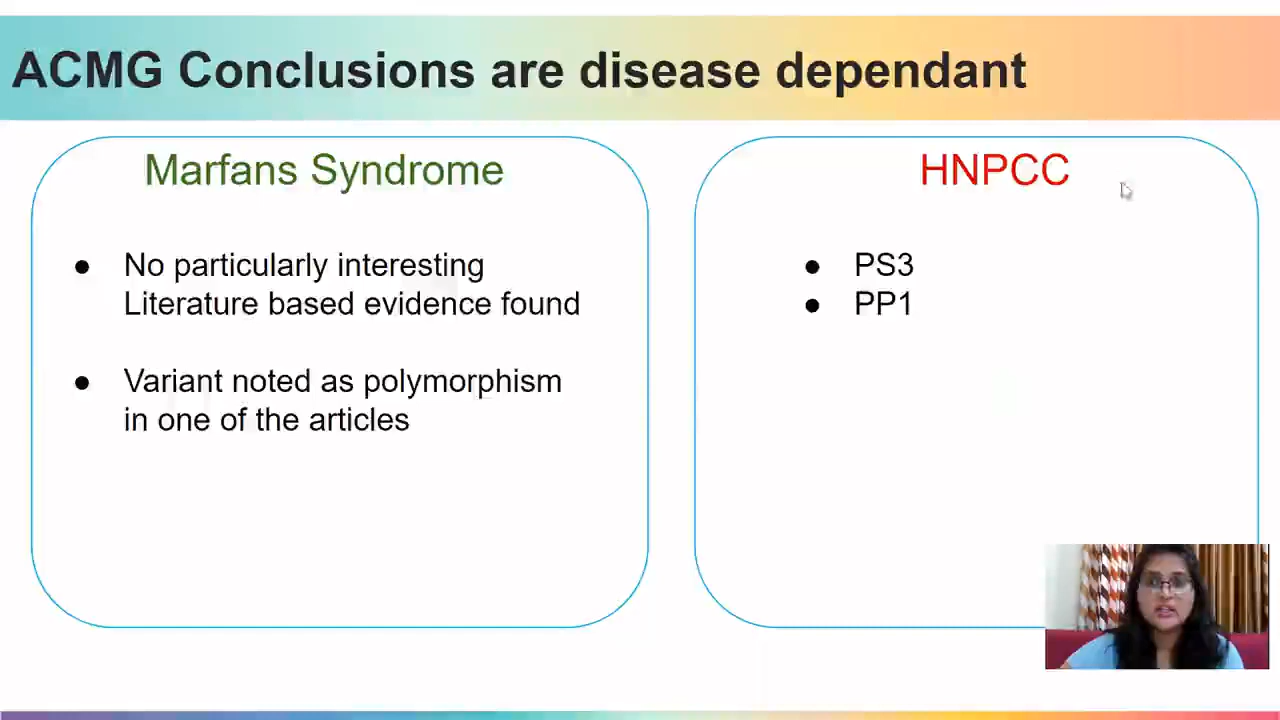 ACMG Conclusions are disease dependant
Marfans Syndrome
● No particularly interesting
Literature based evidence found
● Variant noted as polymorphism
in one of the articles
HNPCC
● PS3
● PP1